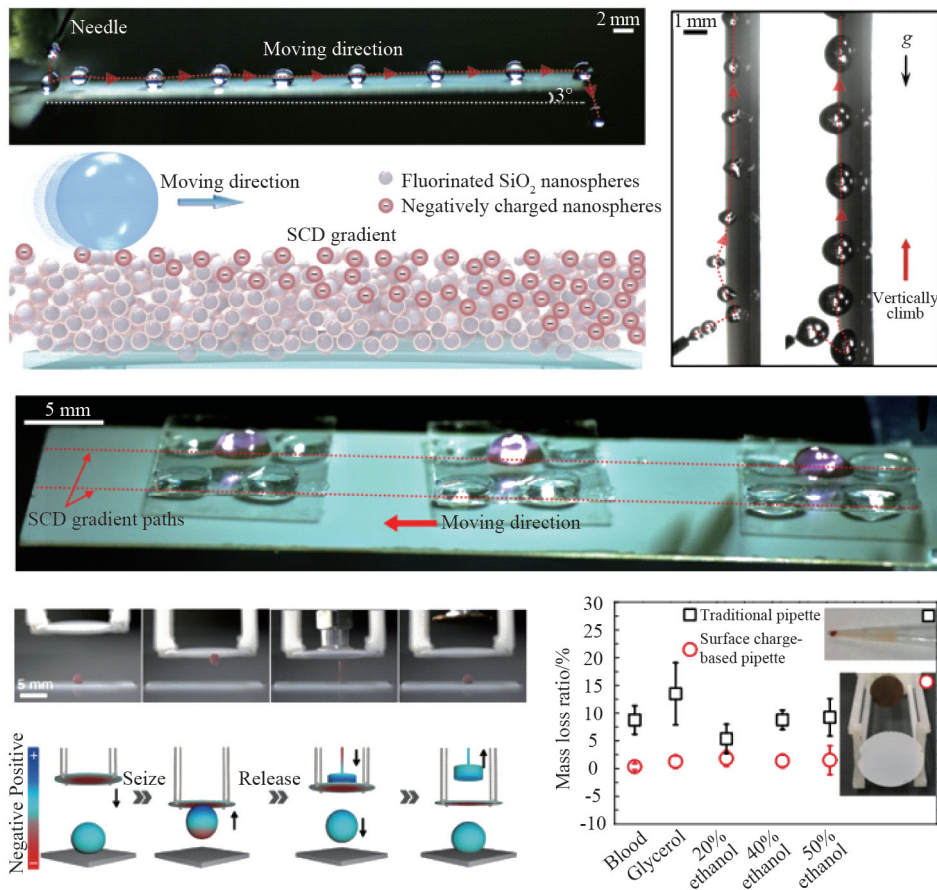 Needle
Moving direction
2 mm
3°
1 mm
g
Vertically
climb
Moving direction
Fluorinated SiO₂ nanospheres
Negatively charged nanospheres
SCD gradient
5 mm
SCD gradient paths
Moving direction
5 mm
Negative Positive
+
−
Seize
Release
Mass loss ratio/%
30
25
20
15
10
5
0
-5
-10
Traditional pipette
Surface charge-
based pipette
Blood
Glycerol
20%
ethanol
40%
ethanol
50%
ethanol